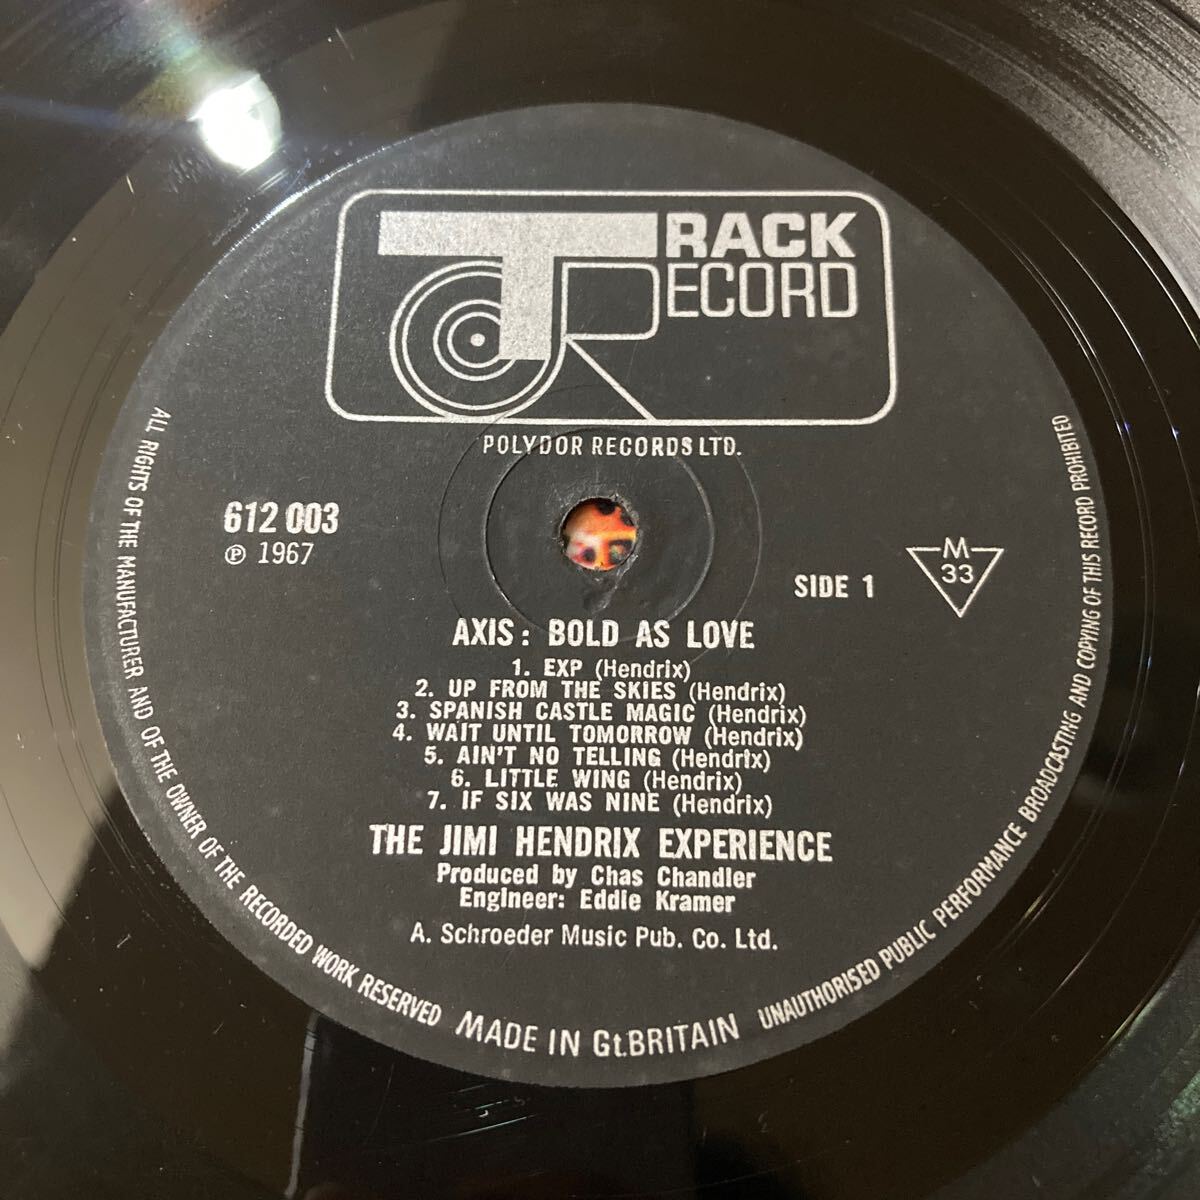 TRACK
RECORD
POLYDOR RECORDS LTD.
612 003
℗ 1967
SIDE 1
M
33
AXIS: BOLD AS LOVE
1. EXP (Hendrix)
2. UP FROM THE SKIES (Hendrix)
3. SPANISH CASTLE MAGIC (Hendrix)
4. WAIT UNTIL TOMORROW (Hendrix)
5. AIN'T NO TELLING (Hendrix)
6. LITTLE WING (Hendrix)
7. IF SIX WAS NINE (Hendrix)
THE JIMI HENDRIX EXPERIENCE
Produced by Chas Chandler
Engineer: Eddie Kramer
A. Schroeder Music Pub. Co. Ltd.
ALL RIGHTS OF THE MANUFACTURER AND OF THE OWNER OF THE RECORDED WORK RESERVED
MADE IN Gt.BRITAIN
UNAUTHORISED PUBLIC PERFORMANCE BROADCASTING AND COPYING OF THIS RECORD PROHIBITED